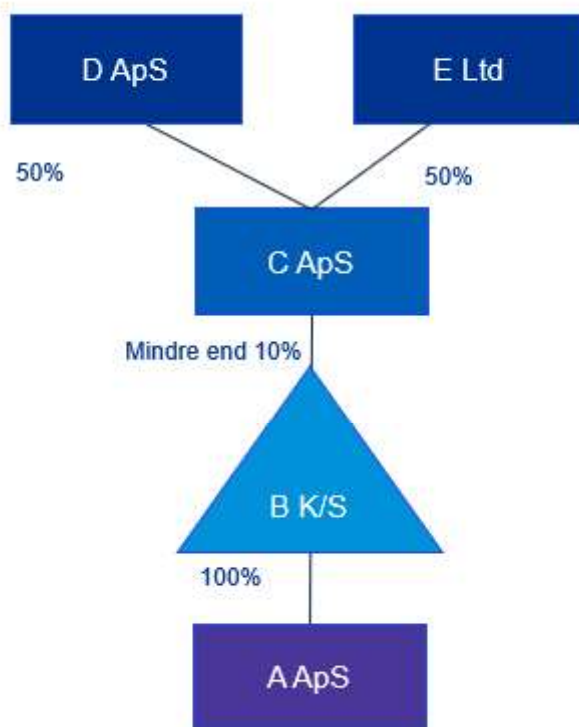 D ApS
E Ltd
50%
50%
C ApS
Mindre end 10%
B K/S
100%
A ApS